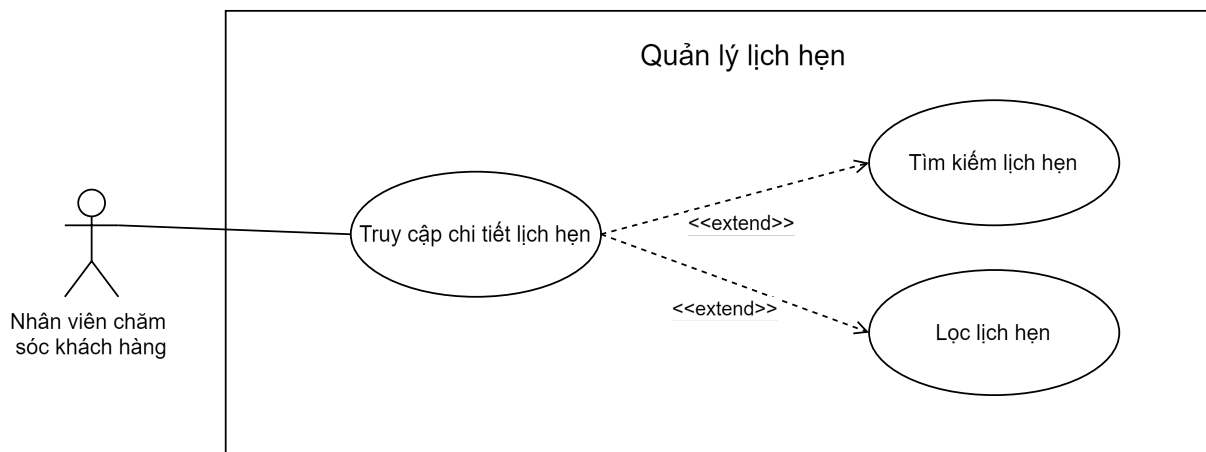 Quản lý lịch hẹn
Tìm kiếm lịch hẹn
<<extend>>
Truy cập chi tiết lịch hẹn
<<extend>>
Nhân viên chăm
sóc khách hàng
Lọc lịch hẹn